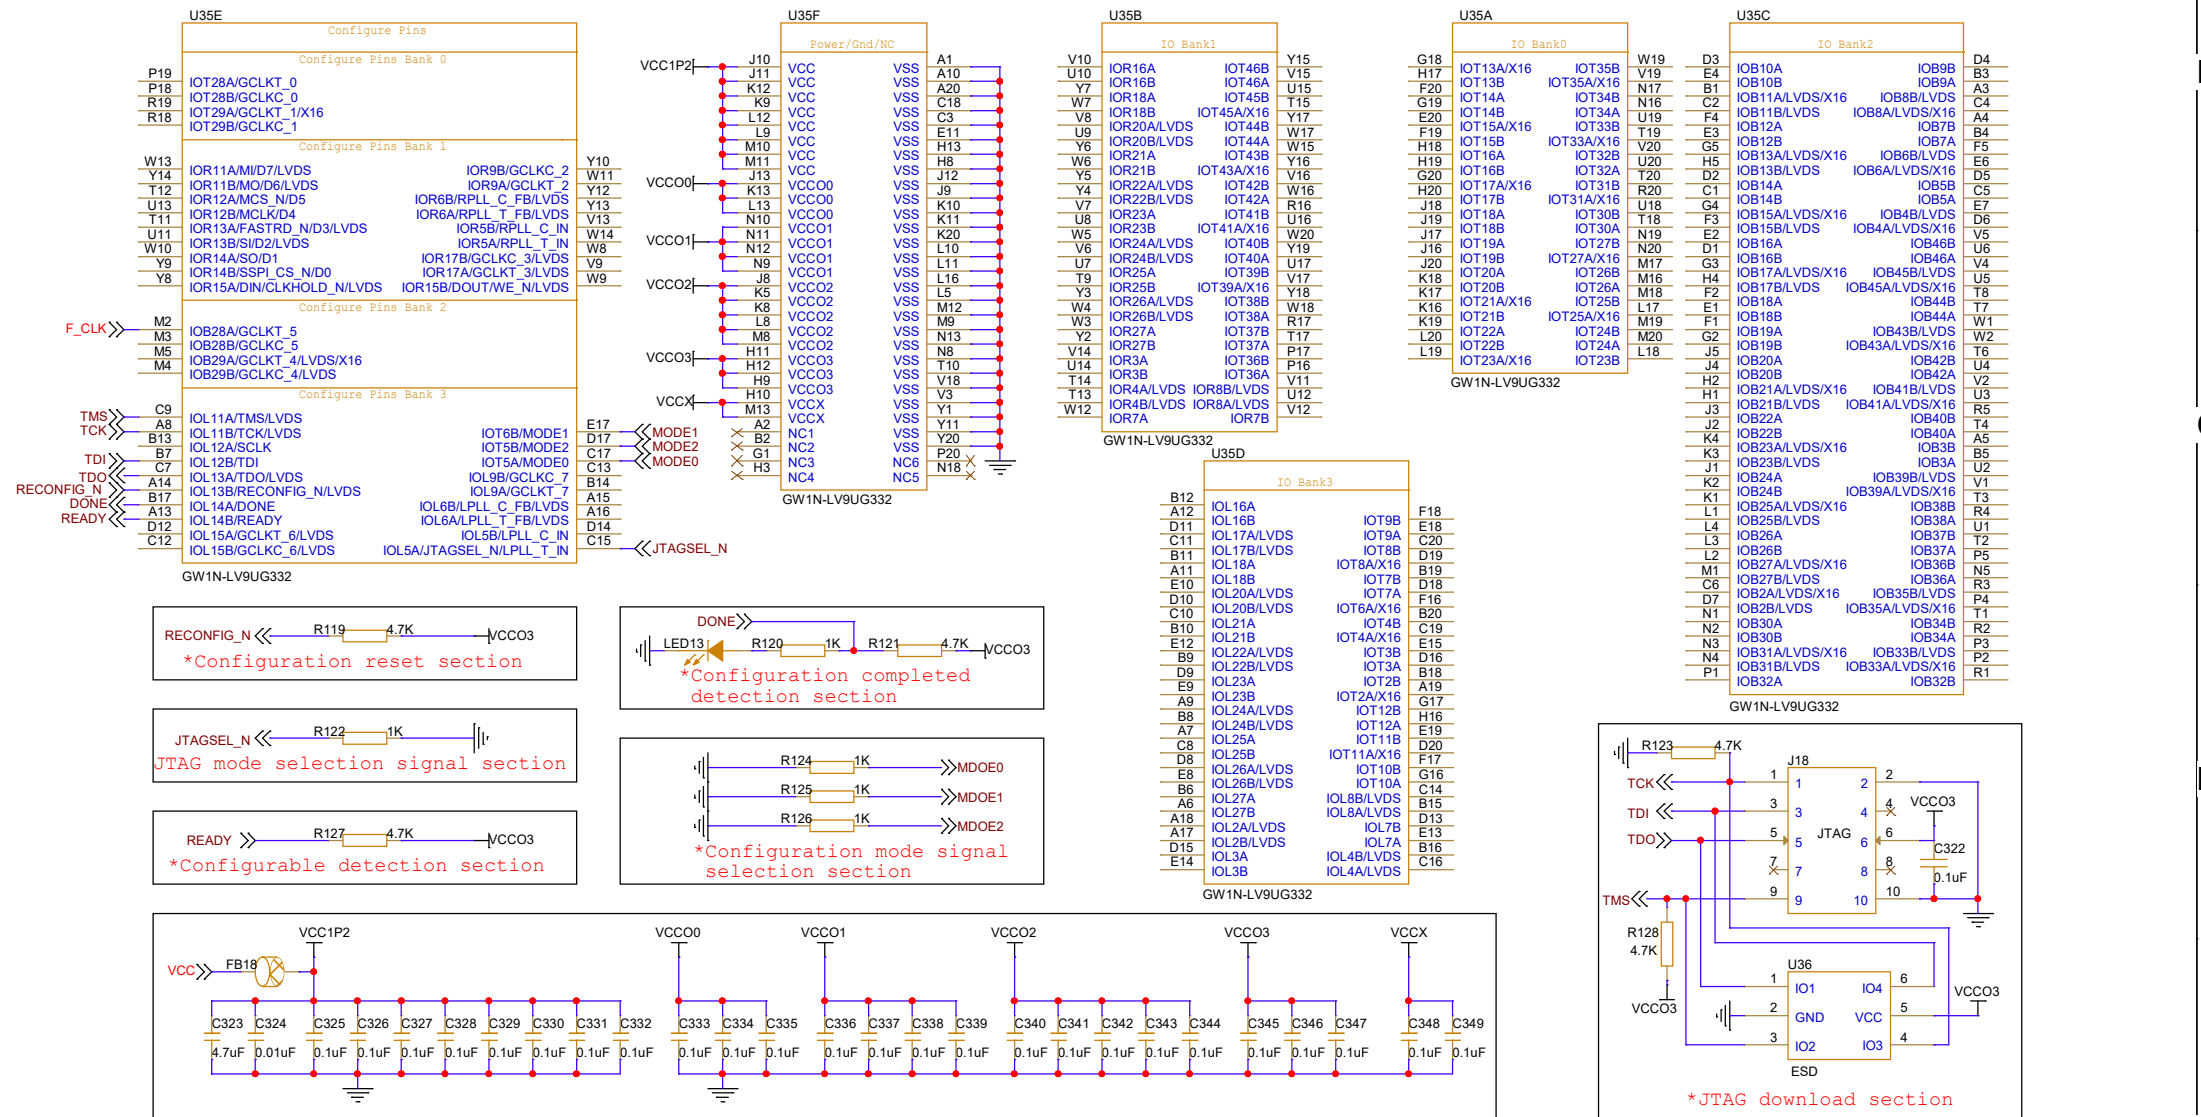 U35E
Configure Pins
Configure Pins Bank 0
P19 IOT28A/GCLKT_0
P18 IOT28B/GCLKC_0
R19 IOT29A/GCLKT_1/X16
R18 IOT29B/GCLKC_1
Configure Pins Bank 1
W13 IOR11A/MI/D7/LVDS IOR9B/GCLKC_2 Y10
Y14 IOR11B/MO/D6/LVDS IOR9A/GCLKT_2 W11
T12 IOR12A/MCS_N/D5 IOR6B/RPLL_C_FB/LVDS Y12
U13 IOR12B/MCLK/D4 IOR6A/RPLL_T_FB/LVDS Y13
T11 IOR13A/FASTRD_N/D3/LVDS IOR5B/RPLL_C_IN V13
U11 IOR13B/SI/D2/LVDS IOR5A/RPLL_T_IN W14
W10 IOR14A/SO/D1 IOR17B/GCLKC_3/LVDS W8
Y9 IOR14B/SSPI_CS_N/D0 IOR17A/GCLKT_3/LVDS V9
Y8 IOR15A/DIN/CLKHOLD_N/LVDS IOR15B/DOUT/WE_N/LVDS W9
Configure Pins Bank 2
F_CLK M2 IOB28A/GCLKT_5
M3 IOB28B/GCLKC_5
M5 IOB29A/GCLKT_4/LVDS/X16
M4 IOB29B/GCLKC_4/LVDS
Configure Pins Bank 3
TMS C9 IOL11A/TMS/LVDS
TCK A8 IOL11B/TCK/LVDS IOT6B/MODE1 E17 MODE1
B13 IOL12A/SCLK IOT5B/MODE2 D17 MODE2
TDI B7 IOL12B/TDI IOT5A/MODE0 C17 MODE0
TDO C7 IOL13A/TDO/LVDS IOL9B/GCLKC_7 C13
RECONFIG_N A14 IOL13B/RECONFIG_N/LVDS IOL9A/GCLKT_7 B14
DONE B17 IOL14A/DONE IOL6B/LPLL_C_FB/LVDS A15
READY A13 IOL14B/READY IOL6A/LPLL_T_FB/LVDS A16
D12 IOL15A/GCLKT_6/LVDS IOL5B/LPLL_C_IN D14
C12 IOL15B/GCLKC_6/LVDS IOL5A/JTAGSEL_N/LPLL_T_IN C15 JTAGSEL_N
GW1N-LV9UG332
U35F
Power/Gnd/NC
VCC1P2 J10 VCC VSS A1
J11 VCC VSS A10
K12 VCC VSS A20
K9 VCC VSS C18
L12 VCC VSS C3
L9 VCC VSS E11
M10 VCC VSS H13
M11 VCC VSS H8
VCCO0 J13 VCCO0 VSS J12
K13 VCCO0 VSS J9
L13 VCCO0 VSS K10
N10 VCCO1 VSS K11
VCCO1 N11 VCCO1 VSS K20
N12 VCCO1 VSS L10
N9 VCCO1 VSS L11
VCCO2 J8 VCCO2 VSS L16
K5 VCCO2 VSS L5
K8 VCCO2 VSS M12
L8 VCCO2 VSS M9
M8 VCCO2 VSS N13
VCCO3 H11 VCCO3 VSS N8
H12 VCCO3 VSS T10
H9 VCCO3 VSS V18
VCCX H10 VCCX VSS V3
M13 VCCX VSS Y1
A2 NC1 VSS Y11
B2 NC2 VSS Y20
G1 NC3 NC6 P20
H3 NC4 NC5 N18
GW1N-LV9UG332
U35B
IO Bank1
V10 IOR16A IOT46B Y15
U10 IOR16B IOT46A V15
Y7 IOR18A IOT45B U15
W7 IOR18B IOT45A/X16 T15
V8 IOR20A/LVDS IOT44B Y17
U9 IOR20B/LVDS IOT44A W17
Y6 IOR21A IOT43B W15
W6 IOR21B IOT43A/X16 Y16
Y5 IOR22A/LVDS IOT42B V16
Y4 IOR22B/LVDS IOT42A W16
V7 IOR23A IOT41B R16
U8 IOR23B IOT41A/X16 U16
W5 IOR24A/LVDS IOT40B W20
V6 IOR24B/LVDS IOT40A Y19
U7 IOR25A IOT39B U17
T9 IOR25B IOT39A/X16 V17
Y3 IOR26A/LVDS IOT38B Y18
W4 IOR26B/LVDS IOT38A W18
W3 IOR27A IOT37B R17
Y2 IOR27B IOT37A T17
V14 IOR3A IOT36B P17
U14 IOR3B IOT36A P16
T14 IOR4A/LVDS IOR8B/LVDS V11
T13 IOR4B/LVDS IOR8A/LVDS U12
W12 IOR7A IOR7B V12
GW1N-LV9UG332
U35A
IO Bank0
G18 IOT13A/X16 IOT35B W19
H17 IOT13B IOT35A/X16 V19
F20 IOT14A IOT34B N17
G19 IOT14B IOT34A N16
E20 IOT15A/X16 IOT33B U19
F19 IOT15B IOT33A/X16 T19
H18 IOT16A IOT32B V20
H19 IOT16B IOT32A U20
G20 IOT17A/X16 IOT31B T20
H20 IOT17B IOT31A/X16 R20
J18 IOT18A IOT30B U18
J19 IOT18B IOT30A T18
J17 IOT19A IOT27B N19
J16 IOT19B IOT27A/X16 N20
J20 IOT20A IOT26B M17
K18 IOT20B IOT26A M16
K17 IOT21A/X16 IOT25B M18
K16 IOT21B IOT25A/X16 L17
K19 IOT22A IOT24B M19
L20 IOT22B IOT24A M20
L19 IOT23A/X16 IOT23B L18
GW1N-LV9UG332
U35C
IO Bank2
D3 IOB10A IOB9B D4
E4 IOB10B IOB9A B3
B1 IOB11A/LVDS/X16 IOB8B/LVDS A3
C2 IOB11B/LVDS IOB8A/LVDS/X16 C4
F4 IOB12A IOB7B A4
E3 IOB12B IOB7A B4
G5 IOB13A/LVDS/X16 IOB6B/LVDS F5
H5 IOB13B/LVDS IOB6A/LVDS/X16 E6
D2 IOB14A IOB5B D5
C1 IOB14B IOB5A C5
G4 IOB15A/LVDS/X16 IOB4B/LVDS E7
F3 IOB15B/LVDS IOB4A/LVDS/X16 D6
E2 IOB16A IOB46B V5
D1 IOB16B IOB46A U6
G3 IOB17A/LVDS/X16 IOB45B/LVDS V4
H4 IOB17B/LVDS IOB45A/LVDS/X16 U5
F2 IOB18A IOB44B T8
E1 IOB18B IOB44A T7
F1 IOB19A IOB43B/LVDS W1
G2 IOB19B IOB43A/LVDS/X16 W2
J5 IOB20A IOB42B T6
J4 IOB20B IOB42A U4
H2 IOB21A/LVDS/X16 IOB41B/LVDS V2
H1 IOB21B/LVDS IOB41A/LVDS/X16 U3
J3 IOB22A IOB40B R5
J2 IOB22B IOB40A T4
K4 IOB23A/LVDS/X16 IOB3B A5
K3 IOB23B/LVDS IOB3A B5
J1 IOB24A IOB39B/LVDS U2
K2 IOB24B IOB39A/LVDS/X16 V1
K1 IOB25A/LVDS/X16 IOB38B T3
L1 IOB25B/LVDS IOB38A R4
L4 IOB26A IOB37B U1
L3 IOB26B IOB37A T2
L2 IOB27A/LVDS/X16 IOB36B P5
M1 IOB27B/LVDS IOB36A N5
C6 IOB2A/LVDS/X16 IOB35B/LVDS R3
D7 IOB2B/LVDS IOB35A/LVDS/X16 P4
N1 IOB30A IOB34B T1
N2 IOB30B IOB34A R2
N3 IOB31A/LVDS/X16 IOB33B/LVDS P3
N4 IOB31B/LVDS IOB33A/LVDS/X16 P2
P1 IOB32A IOB32B R1
GW1N-LV9UG332
U35D
IO Bank3
B12 IOL16A
A12 IOL16B IOT9B F18
D11 IOL17A/LVDS IOT9A E18
C11 IOL17B/LVDS IOT8B C20
B11 IOL18A IOT8A/X16 D19
A11 IOL18B IOT7B B19
E10 IOL20A/LVDS IOT7A D18
D10 IOL20B/LVDS IOT6A/X16 F16
C10 IOL21A IOT4B B20
B10 IOL21B IOT4A/X16 C19
E12 IOL22A/LVDS IOT3B E15
B9 IOL22B/LVDS IOT3A D16
D9 IOL23A IOT2B B18
E9 IOL23B IOT2A/X16 A19
A9 IOL24A/LVDS IOT12B G17
B8 IOL24B/LVDS IOT12A H16
A7 IOL25A IOT11B E19
C8 IOL25B IOT11A/X16 D20
D8 IOL26A/LVDS IOT10B F17
E8 IOL26B/LVDS IOT10A G16
B6 IOL27A IOL8B/LVDS C14
A6 IOL27B IOL8A/LVDS B15
A18 IOL2A/LVDS IOL7B D13
A17 IOL2B/LVDS IOL7A E13
D15 IOL3A IOL4B/LVDS B16
E14 IOL3B IOL4A/LVDS C16
GW1N-LV9UG332
RECONFIG_N R119 4.7K VCCO3
*Configuration reset section
DONE
LED13 R120 1K R121 4.7K VCCO3
*Configuration completed
detection section
JTAGSEL_N R122 1K
JTAG mode selection signal section
R124 1K MDOE0
R125 1K MDOE1
R126 1K MDOE2
*Configuration mode signal
selection section
READY R127 4.7K VCCO3
*Configurable detection section
R123 4.7K
J18
TCK 1 1 2 2
TDI 3 3 4 4 VCCO3
TDO 5 5 JTAG 6 6
C322
7 7 8 8
0.1uF
TMS 9 9 10 10
R128
4.7K
VCCO3
U36
1 IO1 IO4 6
2 GND VCC 5 VCCO3
3 IO2 IO3 4
ESD
*JTAG download section
VCC1P2 VCCO0 VCCO1 VCCO2 VCCO3 VCCX
VCC FB18
C323 C324 C325 C326 C327 C328 C329 C330 C331 C332 C333 C334 C335 C336 C337 C338 C339 C340 C341 C342 C343 C344 C345 C346 C347 C348 C349
4.7uF 0.01uF 0.1uF 0.1uF 0.1uF 0.1uF 0.1uF 0.1uF 0.1uF 0.1uF 0.1uF 0.1uF 0.1uF 0.1uF 0.1uF 0.1uF 0.1uF 0.1uF 0.1uF 0.1uF 0.1uF 0.1uF 0.1uF 0.1uF 0.1uF 0.1uF 0.1uF